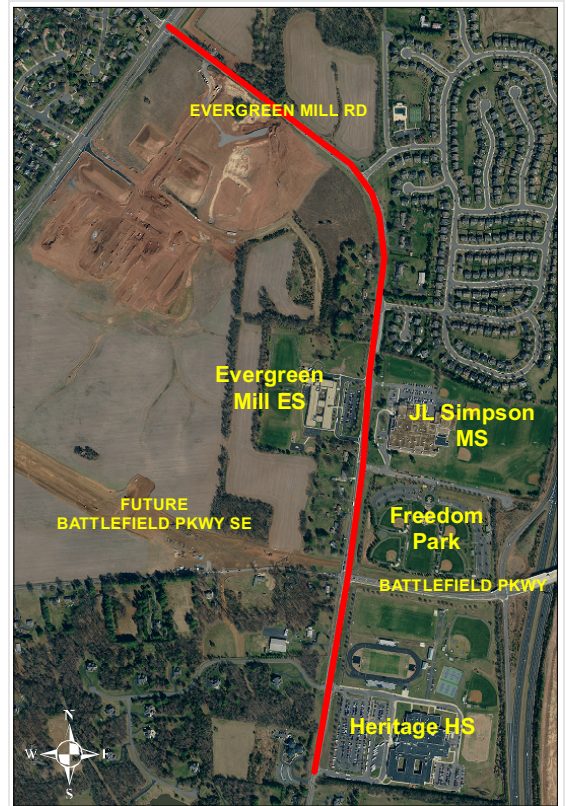 EVERGREEN MILL RD
Evergreen
Mill ES
JL Simpson
MS
FUTURE
BATTLEFIELD PKWY SE
Freedom
Park
BATTLEFIELD PKWY
Heritage HS
N
W E
S